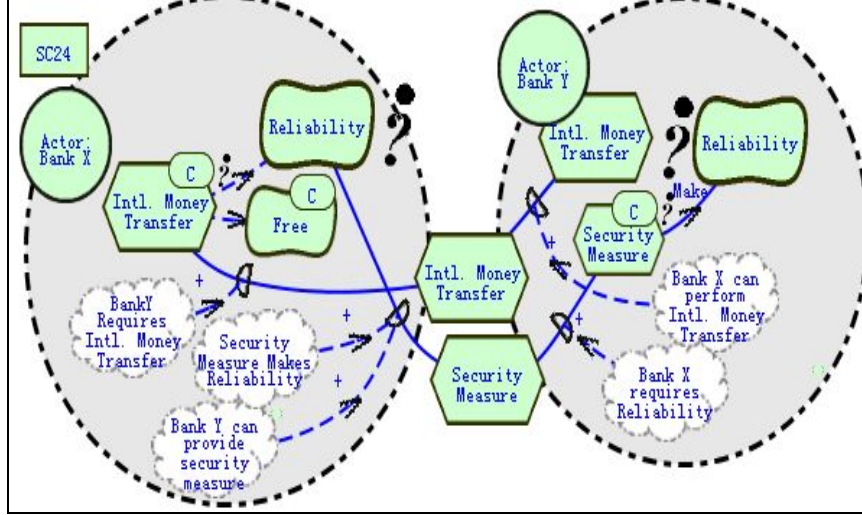 SC24
Actor:
Bank X
Reliability
?
C
?
Intl. Money
Transfer
C
Free
+
BankY
Requires
Intl. Money
Transfer
+
Security
Measure Makes
Reliability
+
Bank Y can
provide
security
measure
Intl. Money
Transfer
Security
Measure
Actor:
Bank Y
Intl. Money
Transfer
?
Reliability
Make
?
C
Security
Measure
+
Bank X can
perform
Intl. Money
Transfer
+
Bank X
requires
Reliability